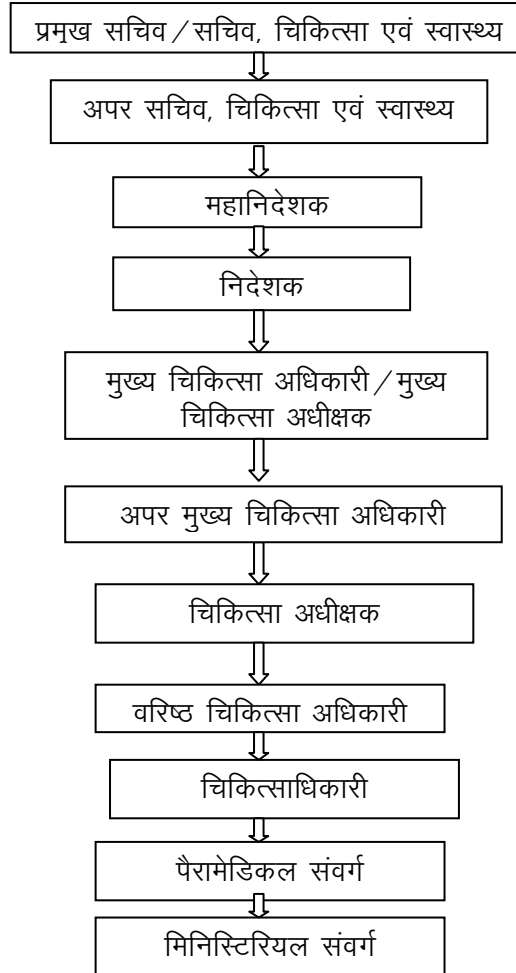 प्रमुख सचिव/सचिव, चिकित्सा एवं स्वास्थ्य
अपर सचिव, चिकित्सा एवं स्वास्थ्य
महानिदेशक
निदेशक
मुख्य चिकित्सा अधिकारी/मुख्य
चिकित्सा अधीक्षक
अपर मुख्य चिकित्सा अधिकारी
चिकित्सा अधीक्षक
वरिष्ठ चिकित्सा अधिकारी
चिकित्साधिकारी
पैरामेडिकल संवर्ग
मिनिस्टिरियल संवर्ग